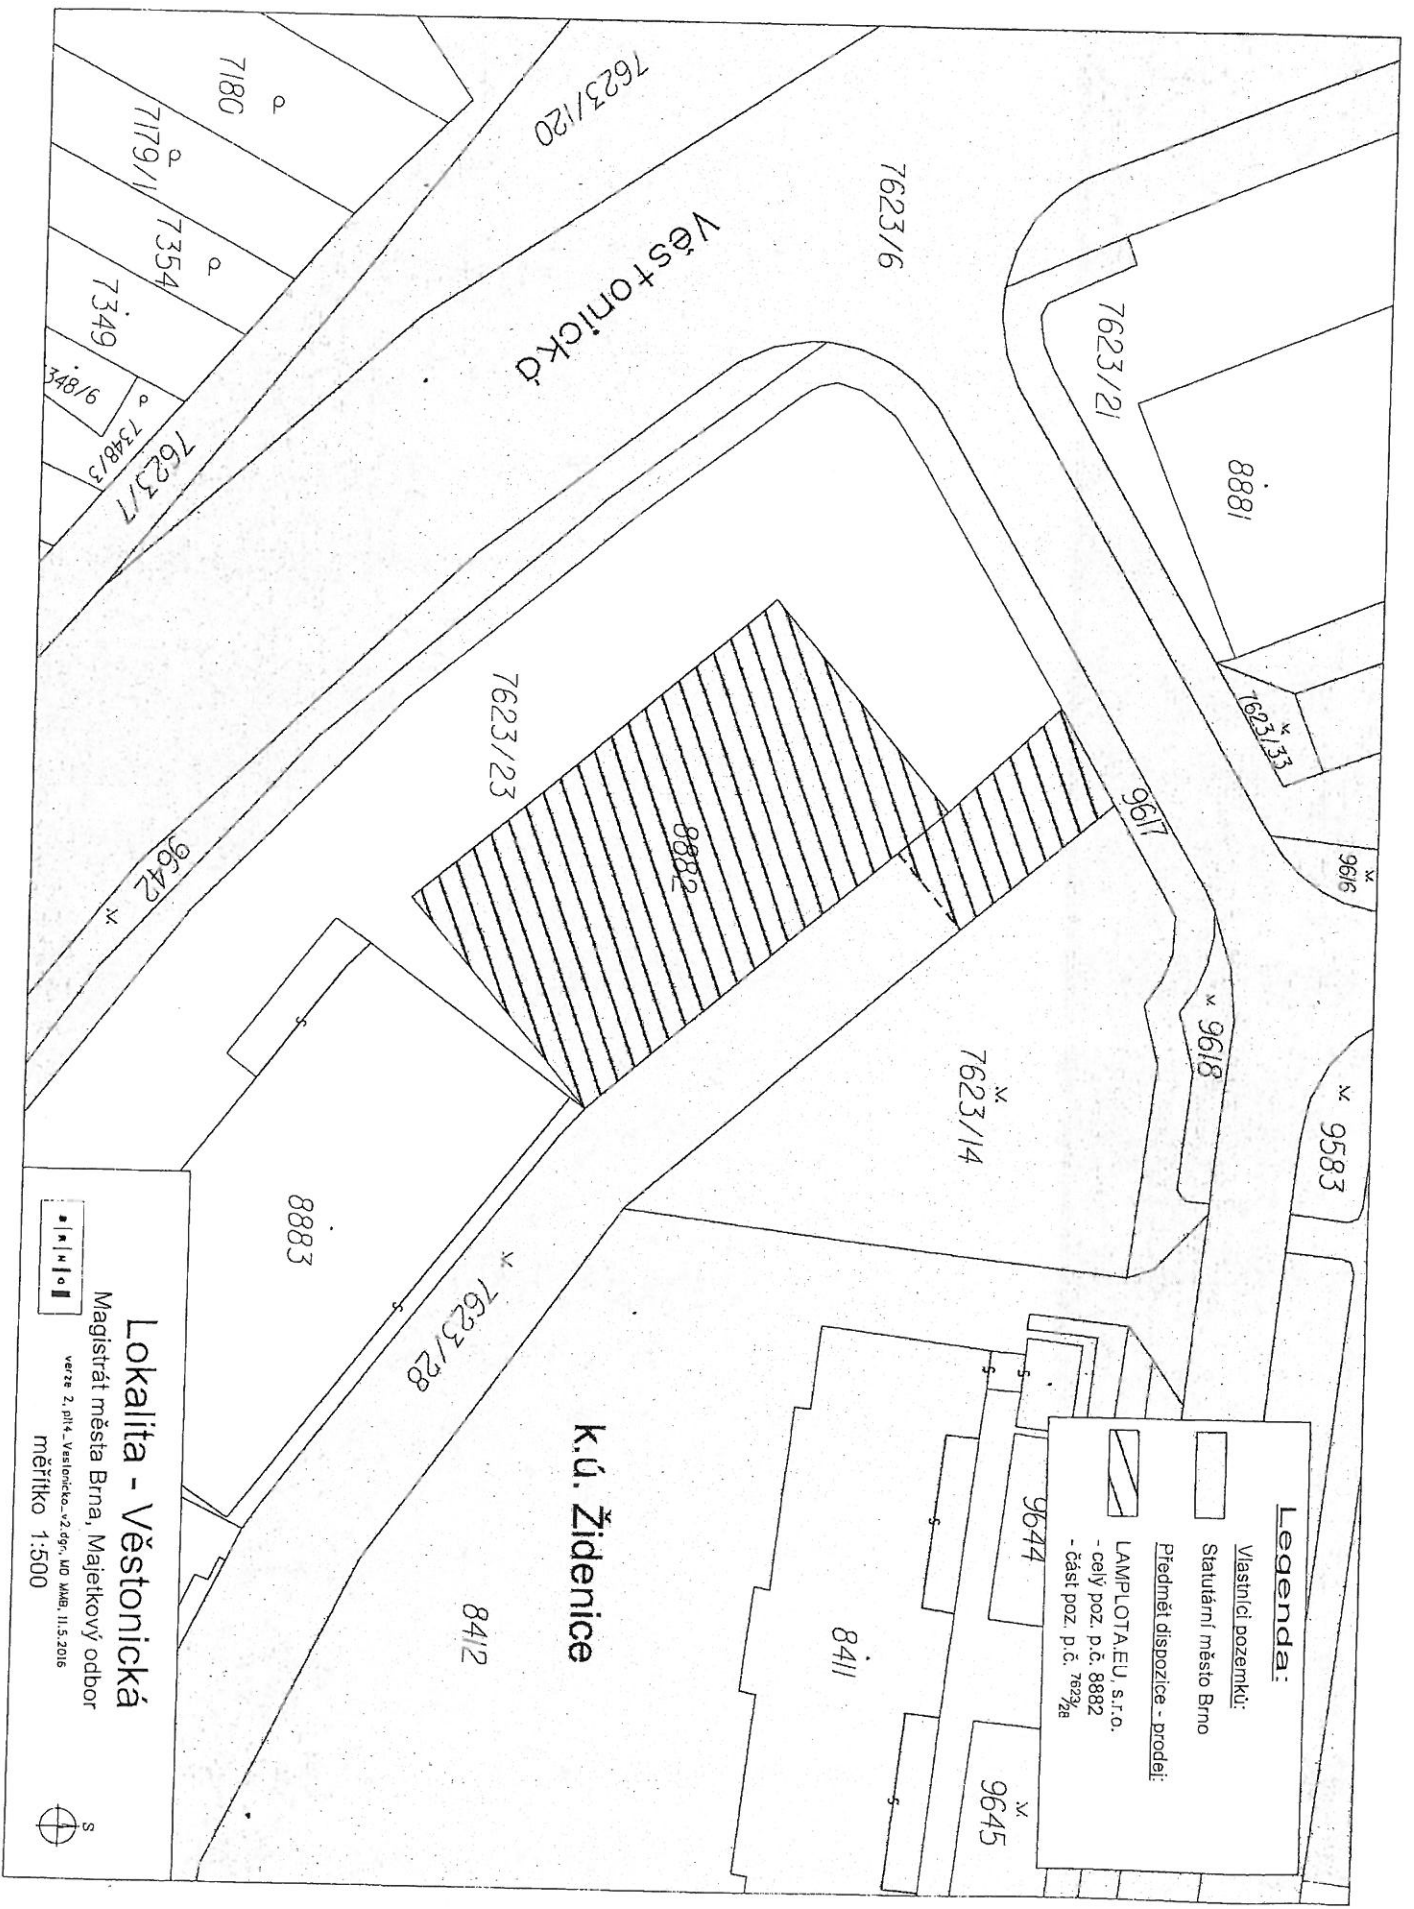 7180
7179/1
7354
7349
348/6
7348/3
7623/1
7623/120
7623/6
Věstonická
7623/21
8881
7623/33
9616
9617
9618
9583
7623/23
8882
7623/14
9642
8883
7623/28
k.ú. Židenice
8412
8411
9644
9645
Legenda:
Vlastníci pozemků:
Statutární město Brno
Předmět dispozice - prodej:
LAMPLOTA.EU, s.r.o.
- celý poz. p.č. 8882
- část poz. p.č. 7623/28
Lokalita - Věstonická
Magistrát města Brna, Majetkový odbor
měřítko 1:500
B R N O
S